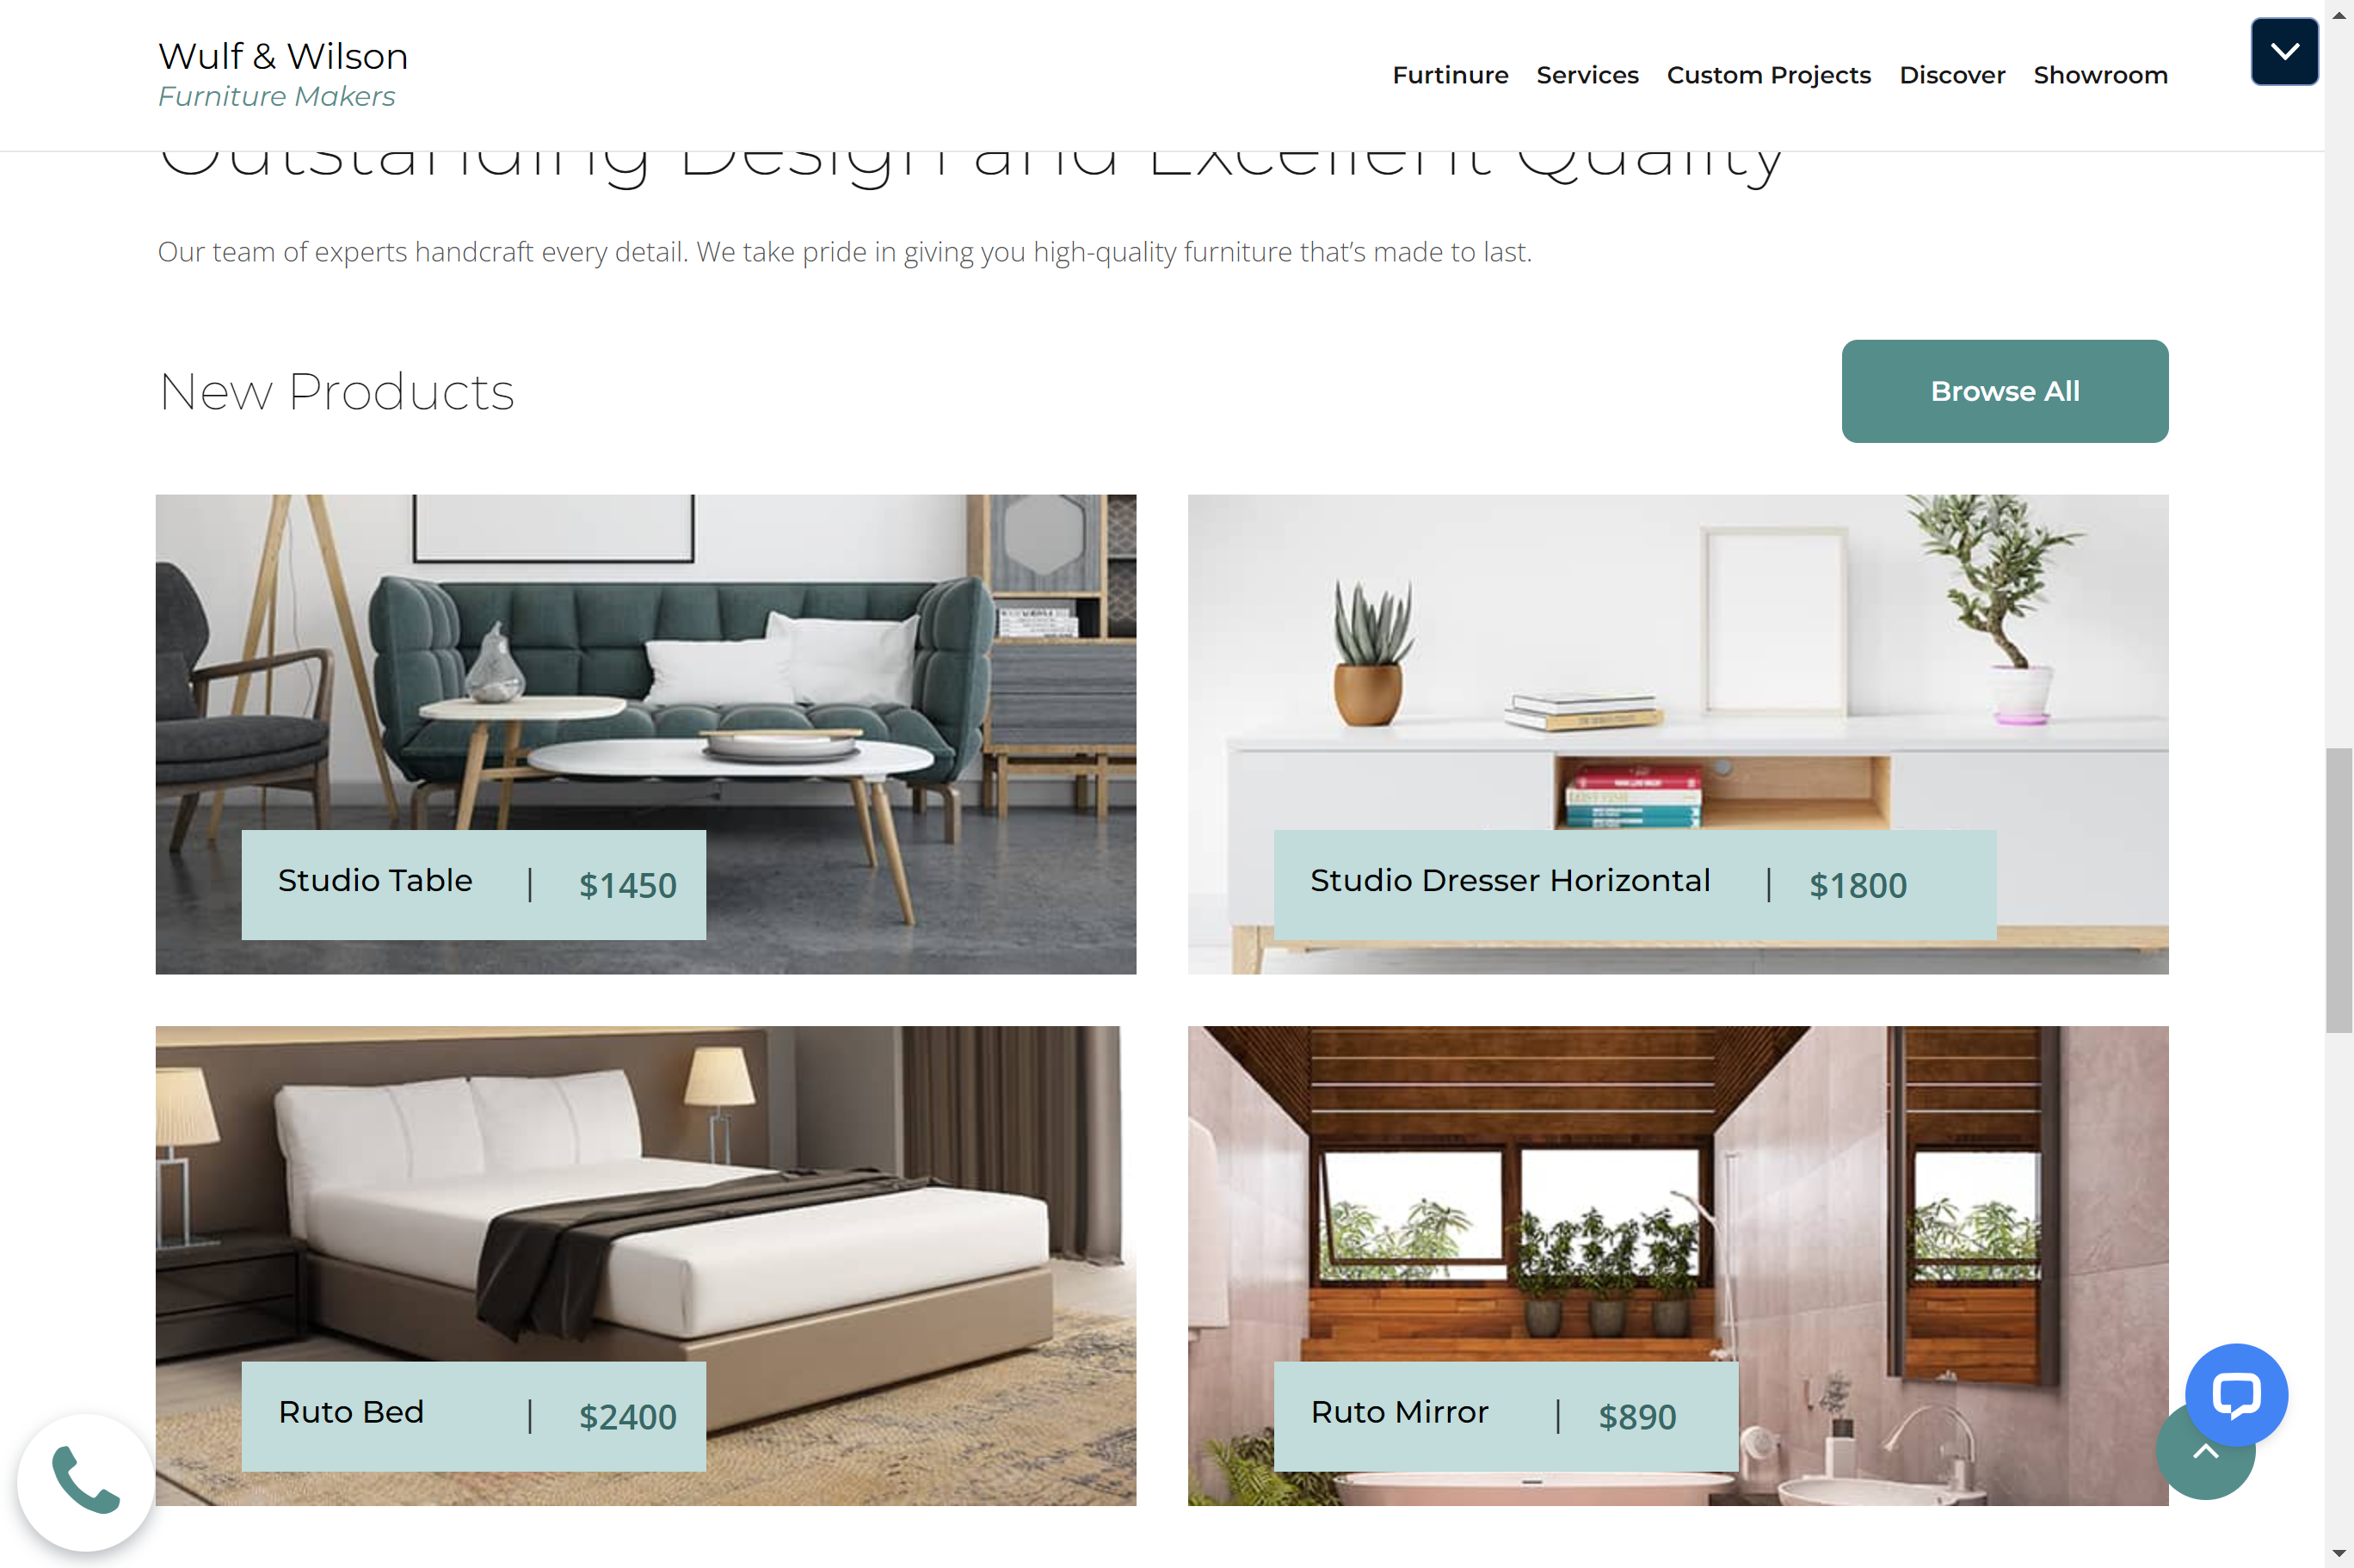 Wulf & Wilson
Furniture Makers
Furtinure Services Custom Projects Discover Showroom
Outstanding Design and Excellent Quality
Our team of experts handcraft every detail. We take pride in giving you high-quality furniture that’s made to last.
New Products
Browse All
Studio Table | $1450
Studio Dresser Horizontal | $1800
Ruto Bed | $2400
Ruto Mirror | $890